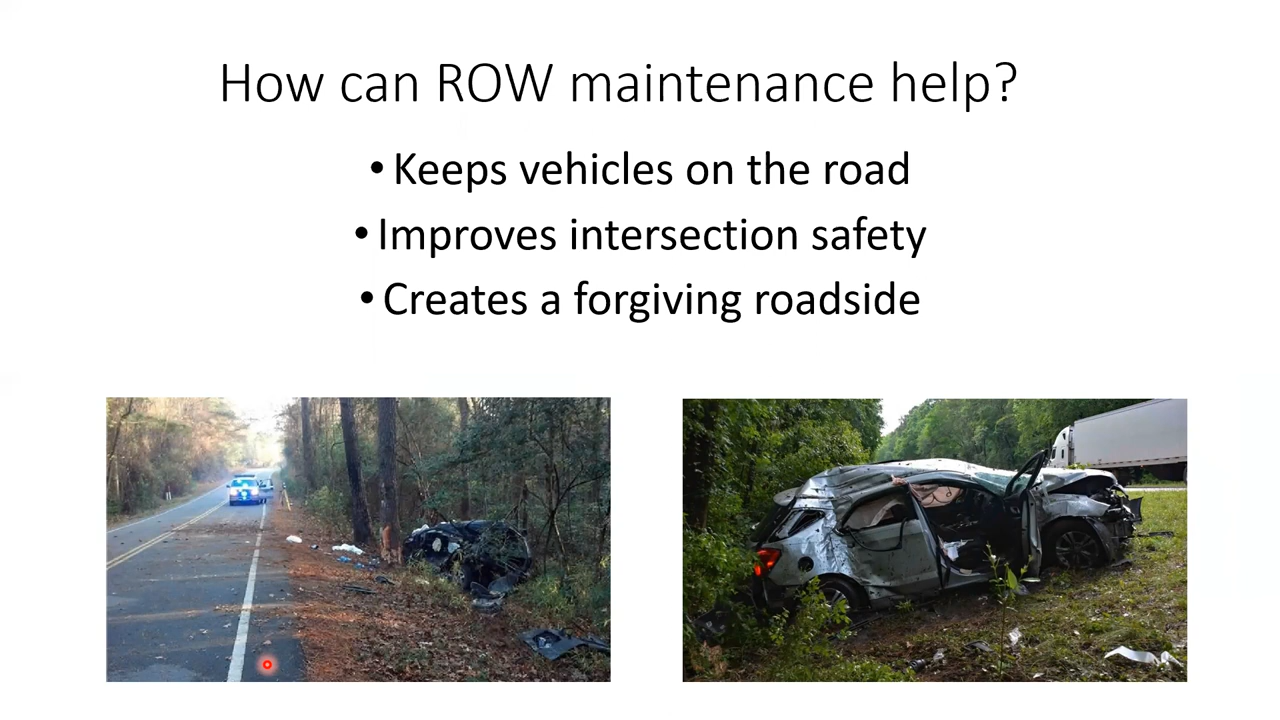 How can ROW maintenance help?
• Keeps vehicles on the road
• Improves intersection safety
• Creates a forgiving roadside